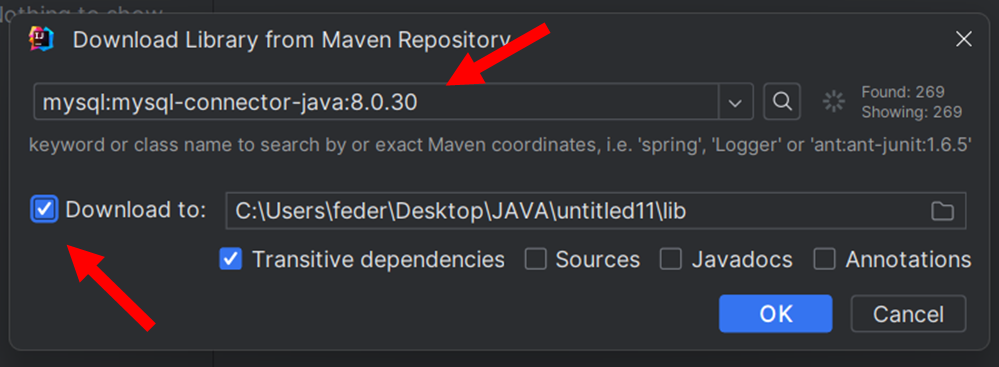 Nothing to show
Download Library from Maven Repository
mysql:mysql-connector-java:8.0.30
Found: 269
Showing: 269
keyword or class name to search by or exact Maven coordinates, i.e. 'spring', 'Logger' or 'ant:ant-junit:1.6.5'
Download to: C:\Users\feder\Desktop\JAVA\untitled11\lib
Transitive dependencies Sources Javadocs Annotations
OK Cancel